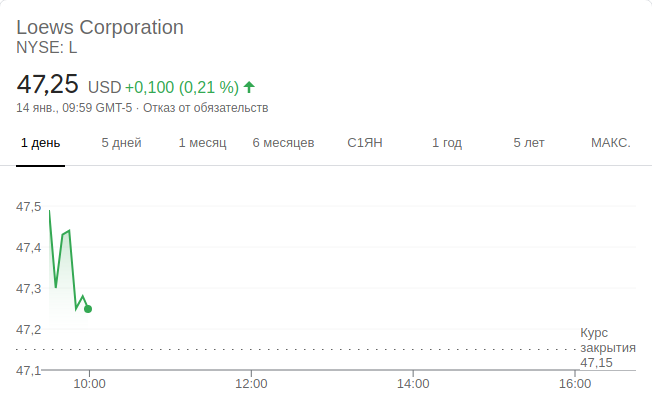 Loews Corporation
NYSE: L
47,25 USD +0,100 (0,21 %)
14 янв., 09:59 GMT-5 · Отказ от обязательств
1 день 5 дней 1 месяц 6 месяцев С1ЯН 1 год 5 лет МАКС.
47,5
47,4
47,3
47,2
47,1
Курс
закрытия
47,15
10:00 12:00 14:00 16:00